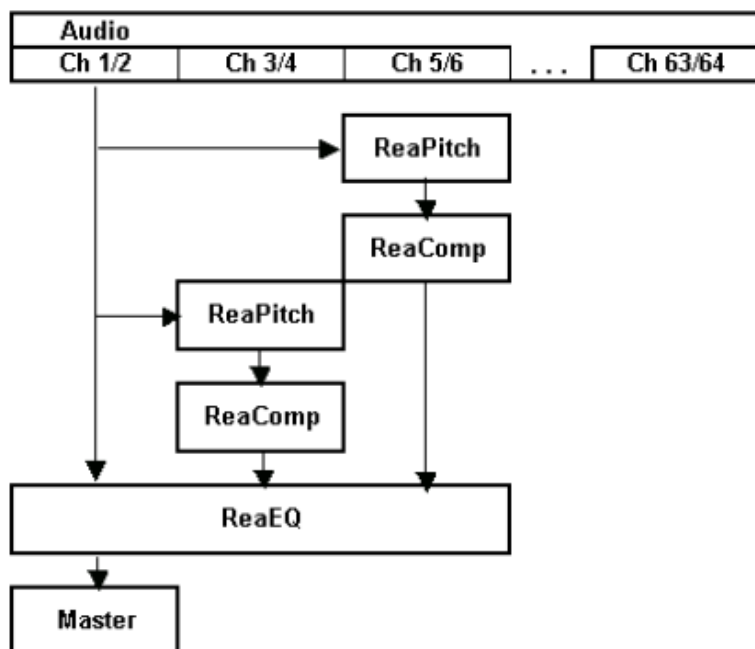 Audio
Ch 1/2 Ch 3/4 Ch 5/6 ... Ch 63/64
ReaPitch
ReaComp
ReaPitch
ReaComp
ReaEQ
Master